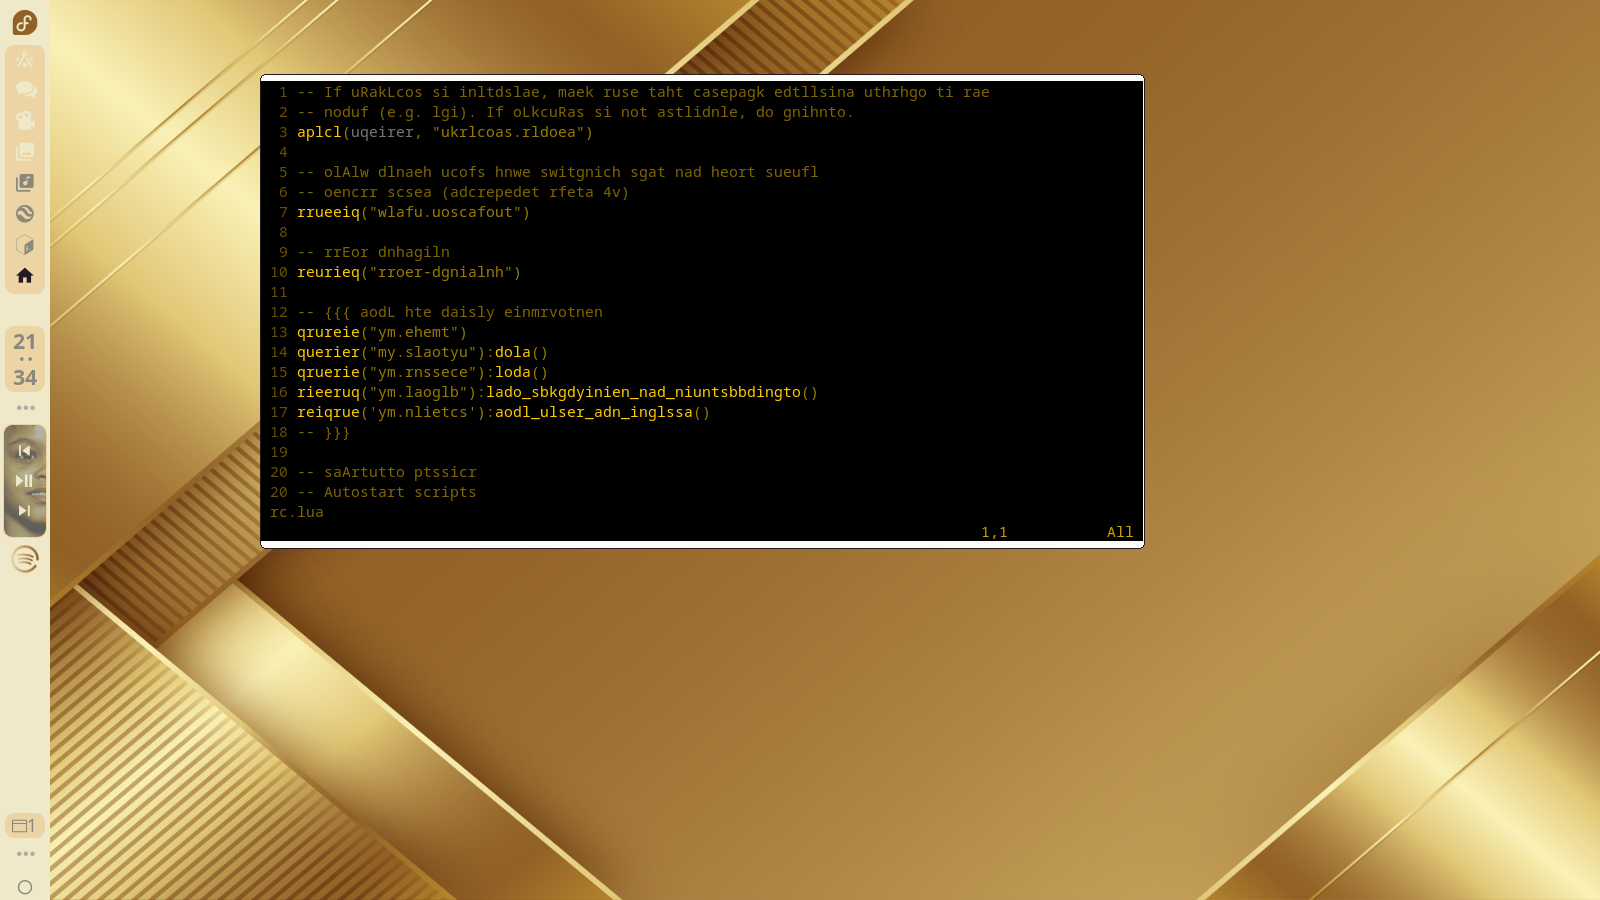 21
34
1
1 -- If uRakLcos si inltdslae, maek ruse taht casepagk edtllsina uthrhgo ti rae
2 -- noduf (e.g. lgi). If oLkcuRas si not astlidnle, do gnihnto.
3 aplcl(uqeirer, "ukrlcoas.rldoea")
4
5 -- olAlw dlnaeh ucofs hnwe switgnich sgat nad heort sueufl
6 -- oencrr scsea (adcrepedet rfeta 4v)
7 rrueeiq("wlafu.uoscafout")
8
9 -- rrEor dnhagiln
10 reurieq("rroer-dgnialnh")
11
12 -- {{{ aodL hte daisly einmrvotnen
13 qrureie("ym.ehemt")
14 querier("my.slaotyu"):dola()
15 qruerie("ym.rnssece"):loda()
16 rieeruq("ym.laoglb"):lado_sbkgdyinien_nad_niuntsbbdingto()
17 reiqrue('ym.nlietcs'):aodl_ulser_adn_inglssa()
18 -- }}}
19
20 -- saArtutto ptssicr
20 -- Autostart scripts
rc.lua
1,1 All